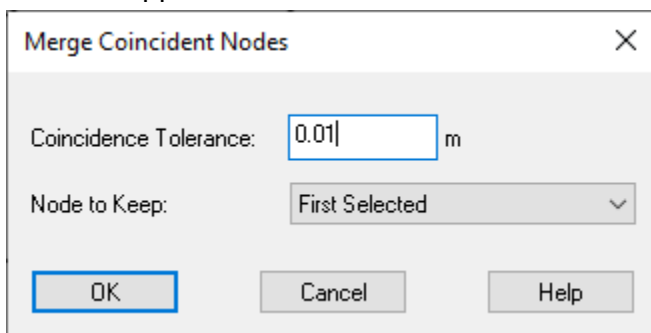 Merge Coincident Nodes
Coincidence Tolerance: 0.01 m
Node to Keep: First Selected
OK Cancel Help